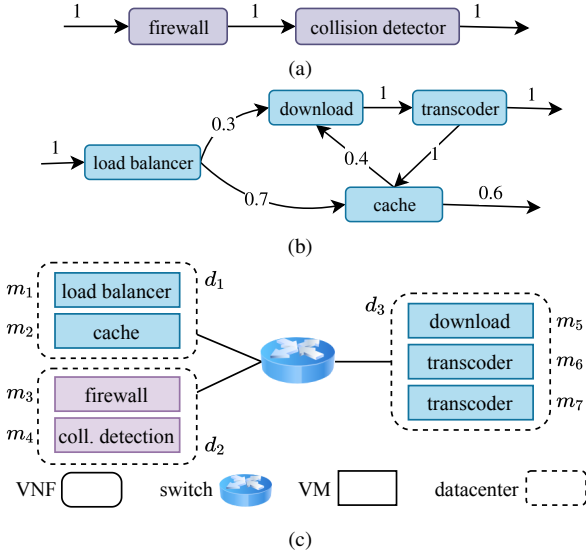 1 firewall 1 collision detector 1
(a)
download 1 transcoder 1
0.3
1 load balancer 0.4 1
0.7 cache 0.6
(b)
m1 load balancer d1
m2 cache
d3
download m5
transcoder m6
transcoder m7
m3 firewall
m4 coll. detection d2
VNF switch VM datacenter
(c)